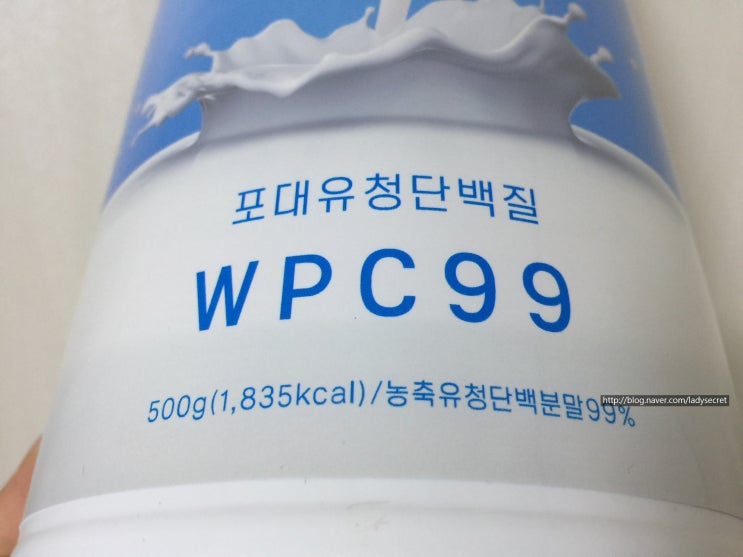 포대유청단백질
WPC99
500g(1,835kcal)/농축유청단백분말99%
http://blog.naver.com/ladysecret